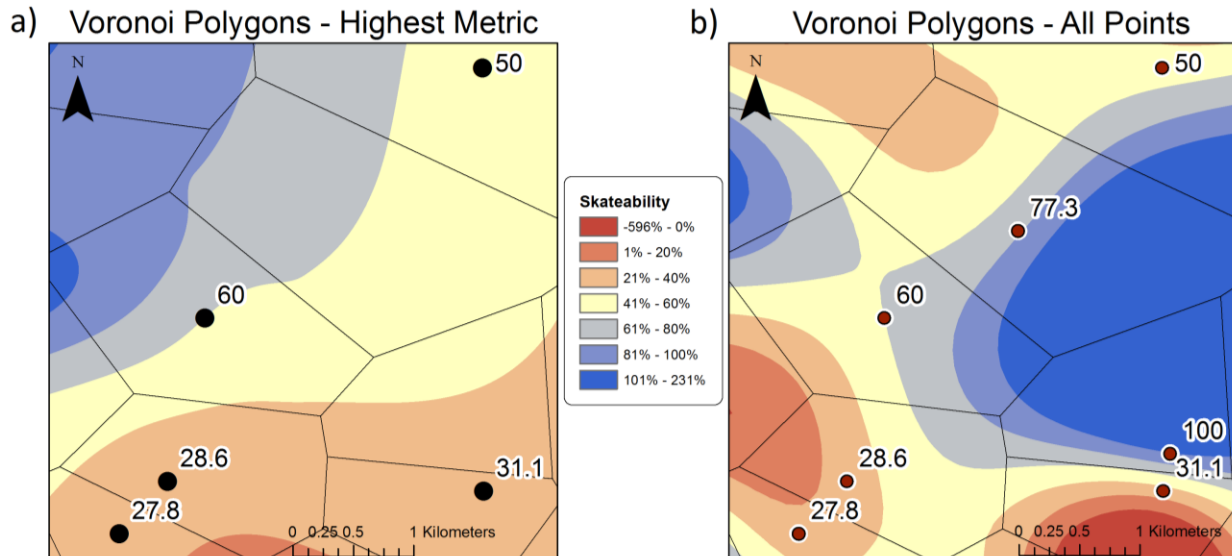 a) Voronoi Polygons - Highest Metric
N
50
60
28.6
31.1
27.8
0 0.25 0.5 1 Kilometers
Skateability
-596% - 0%
1% - 20%
21% - 40%
41% - 60%
61% - 80%
81% - 100%
101% - 231%
b) Voronoi Polygons - All Points
N
50
77.3
60
100
28.6
31.1
27.8
0 0.25 0.5 1 Kilometers